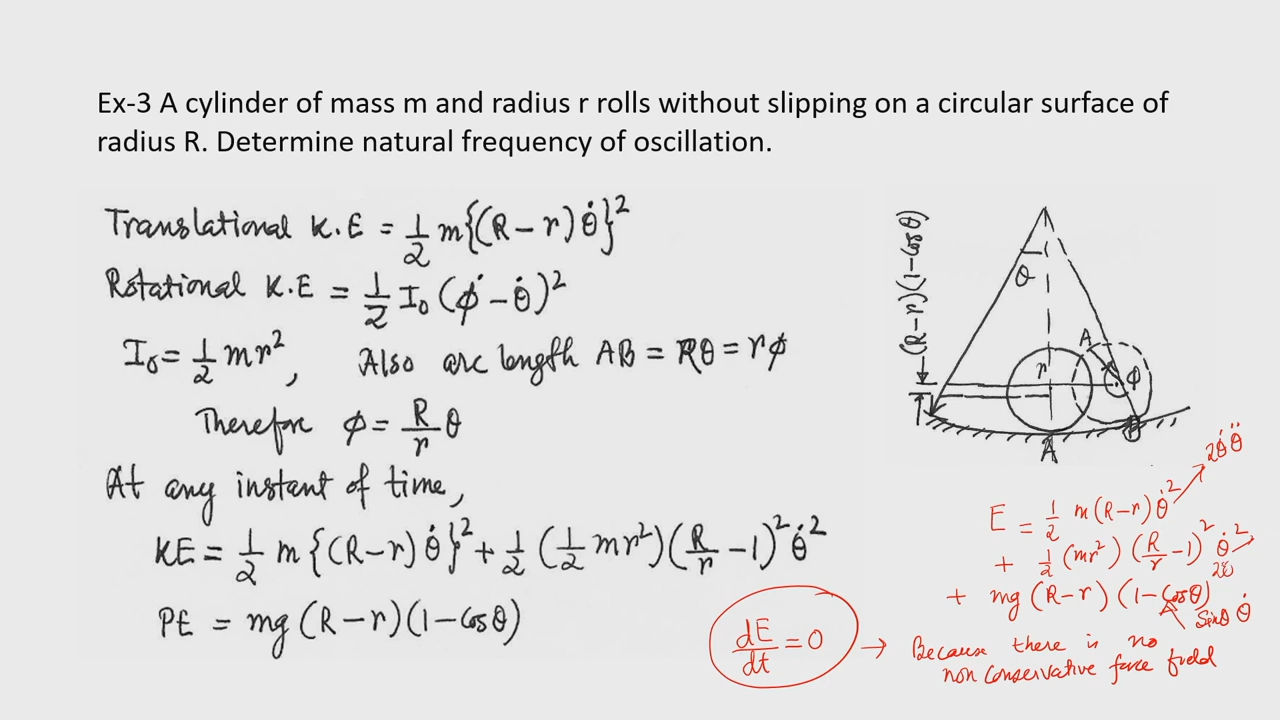 Ex-3 A cylinder of mass m and radius r rolls without slipping on a circular surface of
radius R. Determine natural frequency of oscillation.
Translational K.E = 1/2 m{(R-r)θ̇}²
Rotational K.E = 1/2 I₀ (φ̇-θ̇)²
I₀ = 1/2 mr², Also arc length AB = Rθ = rφ
Therefore φ = R/r θ
At any instant of time,
KE = 1/2 m{(R-r)θ̇}² + 1/2 (1/2 mr²)(R/r -1)² θ̇²
PE = mg (R-r)(1-Cosθ)
(R-r)(1-Cosθ)
θ
r
A
φ
B
A
2θ̇θ̈
E = 1/2 m(R-r)θ̇²
+ 1/2 (mr²) (R/r -1)² θ̇²
+ mg (R-r) (1-Cosθ)
Sinθ θ̇
dE/dt = 0 → Because there is no
non conservative force field